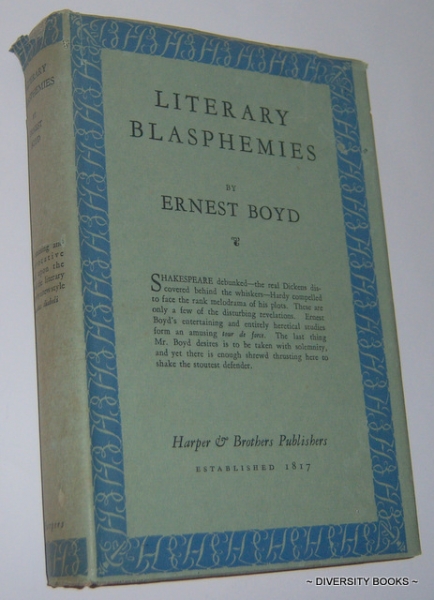 LITERARY
BLASPHEMIES
BY
ERNEST BOYD
SHAKESPEARE debunked—the real Dickens dis-
covered behind the whiskers—Hardy compelled
to face the rank melodrama of his plots. These are
only a few of the disturbing revelations. Ernest
Boyd's entertaining and entirely heretical studies
form an amusing tour de force. The last thing
Mr. Boyd desires is to be taken with solemnity,
and yet there is enough shrewd thrusting here to
shake the stoutest defender.
Harper & Brothers Publishers
ESTABLISHED 1817
~ DIVERSITY BOOKS ~